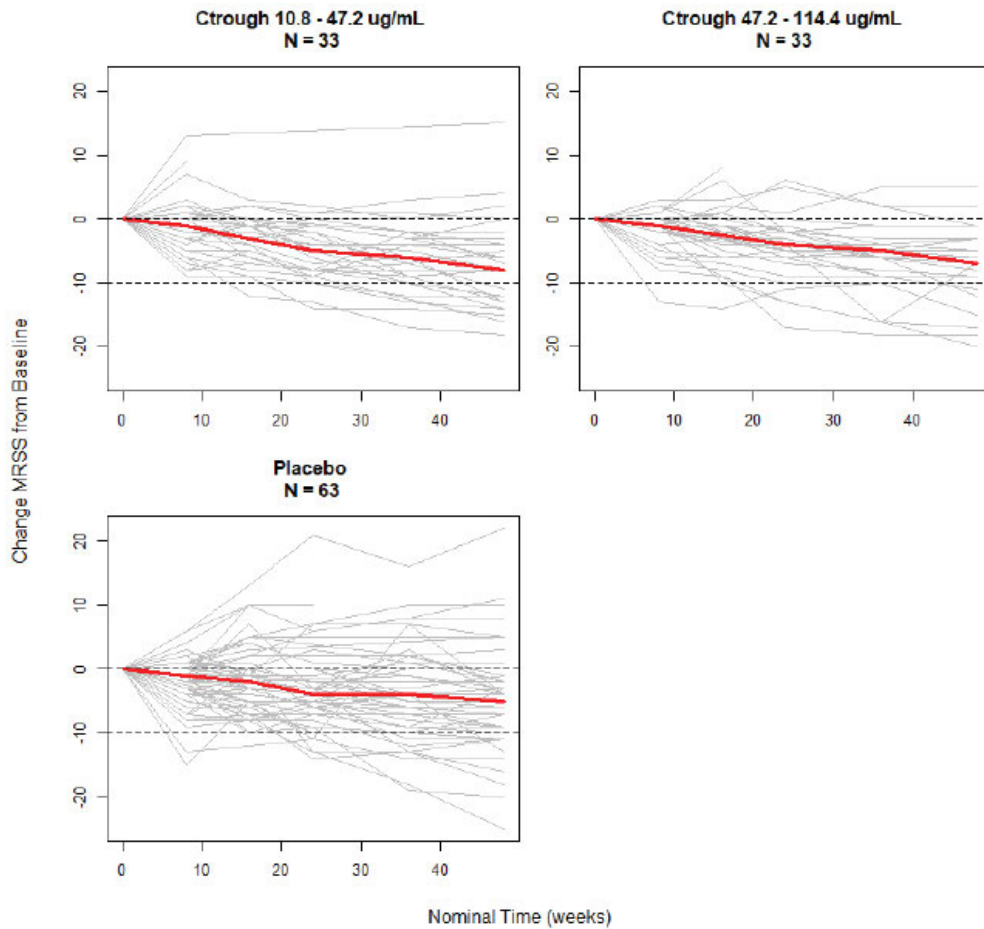 Ctrough 10.8 - 47.2 ug/mL
N = 33
20
10
0
-10
-20
0 10 20 30 40
Ctrough 47.2 - 114.4 ug/mL
N = 33
20
10
0
-10
-20
0 10 20 30 40
Change MRSS from Baseline
Placebo
N = 63
20
10
0
-10
-20
0 10 20 30 40
Nominal Time (weeks)